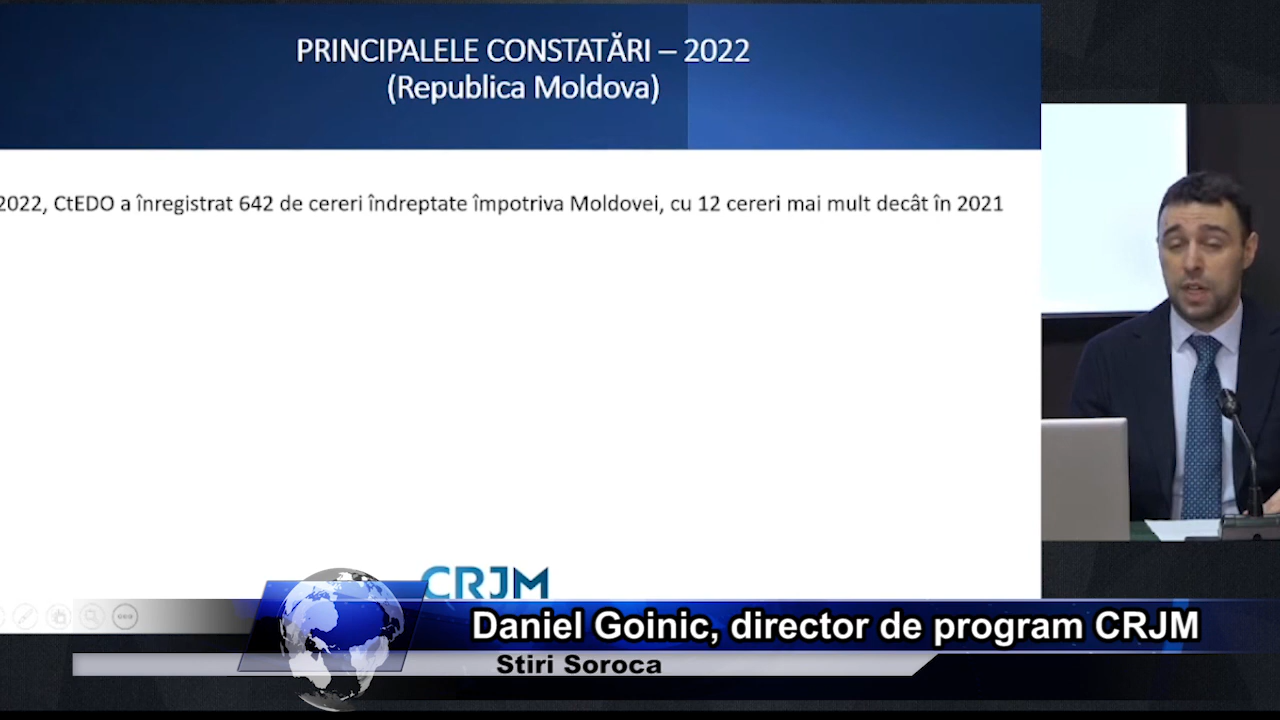 PRINCIPALELE CONSTATĂRI – 2022
(Republica Moldova)
2022, CtEDO a înregistrat 642 de cereri îndreptate împotriva Moldovei, cu 12 cereri mai mult decât în 2021
CRJM
Daniel Goinic, director de program CRJM
Stiri Soroca